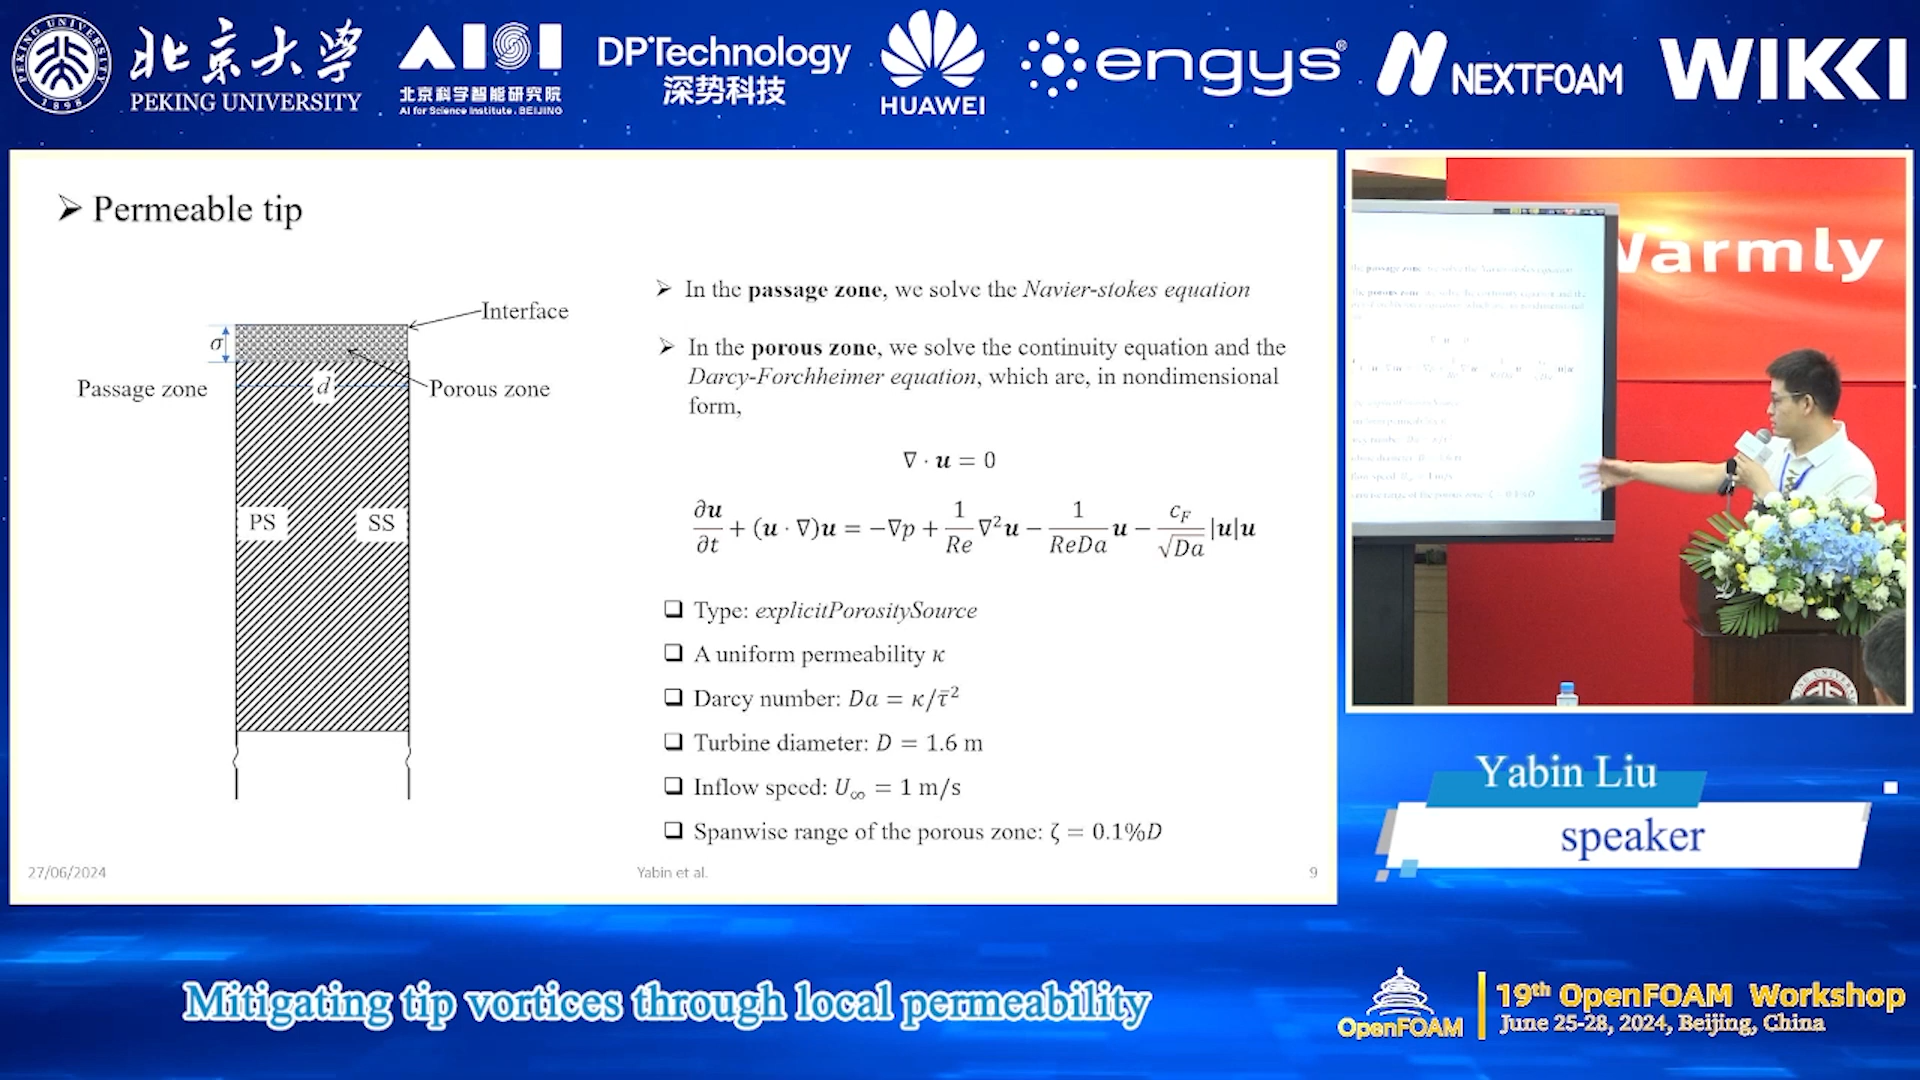 PEKING UNIVERSITY
1898
北京大学
PEKING UNIVERSITY
AISI
北京科学智能研究院
AI for Science Institute, BEIJING
DP Technology
深势科技
HUAWEI
engys®
NEXTFOAM
WIKKI
➢ Permeable tip
Interface
σ
Passage zone
d
Porous zone
PS
SS
➢ In the passage zone, we solve the Navier-stokes equation
➢ In the porous zone, we solve the continuity equation and the
Darcy-Forchheimer equation, which are, in nondimensional
form,
∇ · u = 0
∂u/∂t + (u · ∇)u = −∇p + 1/Re ∇²u − 1/ReDa u − c_F/√Da |u|u
❑ Type: explicitPorositySource
❑ A uniform permeability κ
❑ Darcy number: Da = κ/τ̄²
❑ Turbine diameter: D = 1.6 m
❑ Inflow speed: U∞ = 1 m/s
❑ Spanwise range of the porous zone: ζ = 0.1%D
27/06/2024
Yabin et al.
9
Warmly
Yabin Liu
speaker
Mitigating tip vortices through local permeability
OpenFOAM
19th OpenFOAM Workshop
June 25-28, 2024, Beijing, China